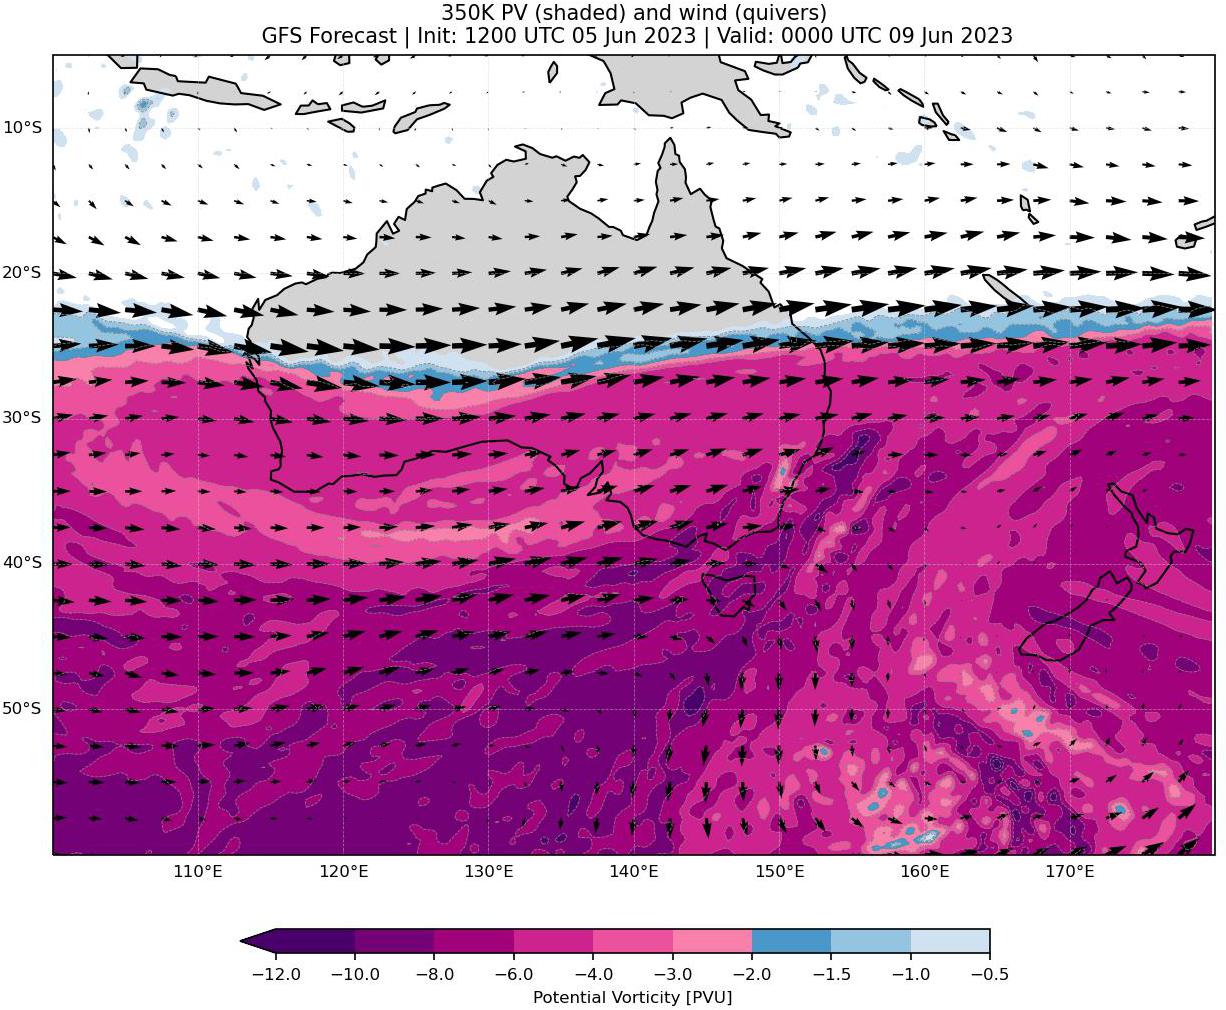 350K PV (shaded) and wind (quivers)
GFS Forecast | Init: 1200 UTC 05 Jun 2023 | Valid: 0000 UTC 09 Jun 2023
10°S
20°S
30°S
40°S
50°S
110°E 120°E 130°E 140°E 150°E 160°E 170°E
−12.0 −10.0 −8.0 −6.0 −4.0 −3.0 −2.0 −1.5 −1.0 −0.5
Potential Vorticity [PVU]